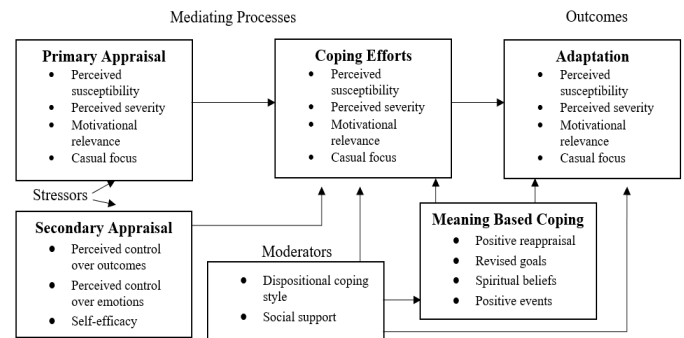 Mediating Processes
Outcomes
Primary Appraisal
• Perceived
susceptibility
• Perceived severity
• Motivational
relevance
• Casual focus
Coping Efforts
• Perceived
susceptibility
• Perceived severity
• Motivational
relevance
• Casual focus
Adaptation
• Perceived
susceptibility
• Perceived severity
• Motivational
relevance
• Casual focus
Stressors
Secondary Appraisal
• Perceived control
over outcomes
• Perceived control
over emotions
• Self-efficacy
Moderators
• Dispositional coping
style
• Social support
Meaning Based Coping
• Positive reappraisal
• Revised goals
• Spiritual beliefs
• Positive events